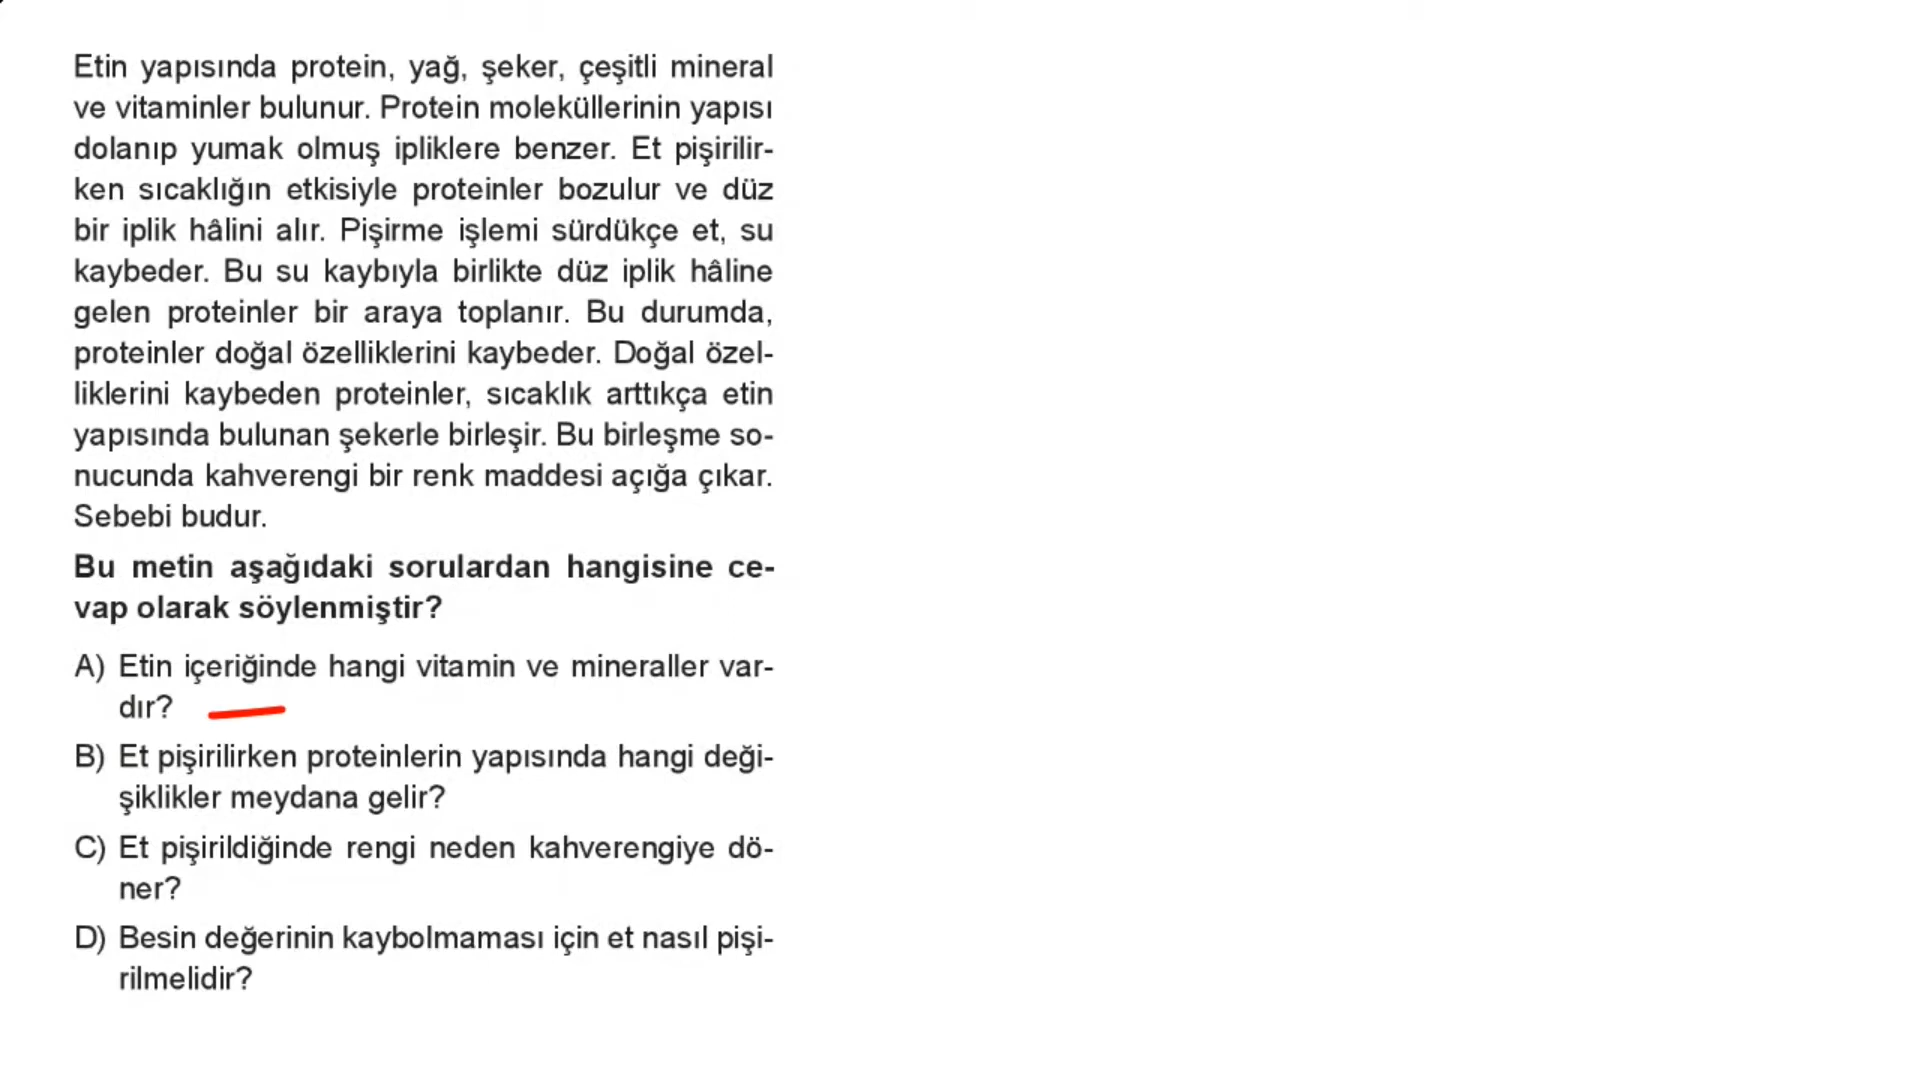 Etin yapısında protein, yağ, şeker, çeşitli mineral
ve vitaminler bulunur. Protein moleküllerinin yapısı
dolanıp yumak olmuş ipliklere benzer. Et pişirilir-
ken sıcaklığın etkisiyle proteinler bozulur ve düz
bir iplik hâlini alır. Pişirme işlemi sürdükçe et, su
kaybeder. Bu su kaybıyla birlikte düz iplik hâline
gelen proteinler bir araya toplanır. Bu durumda,
proteinler doğal özelliklerini kaybeder. Doğal özel-
liklerini kaybeden proteinler, sıcaklık arttıkça etin
yapısında bulunan şekerle birleşir. Bu birleşme so-
nucunda kahverengi bir renk maddesi açığa çıkar.
Sebebi budur.
Bu metin aşağıdaki sorulardan hangisine ce-
vap olarak söylenmiştir?
A) Etin içeriğinde hangi vitamin ve mineraller var-
dır?
B) Et pişirilirken proteinlerin yapısında hangi deği-
şiklikler meydana gelir?
C) Et pişirildiğinde rengi neden kahverengiye dö-
ner?
D) Besin değerinin kaybolmaması için et nasıl pişi-
rilmelidir?